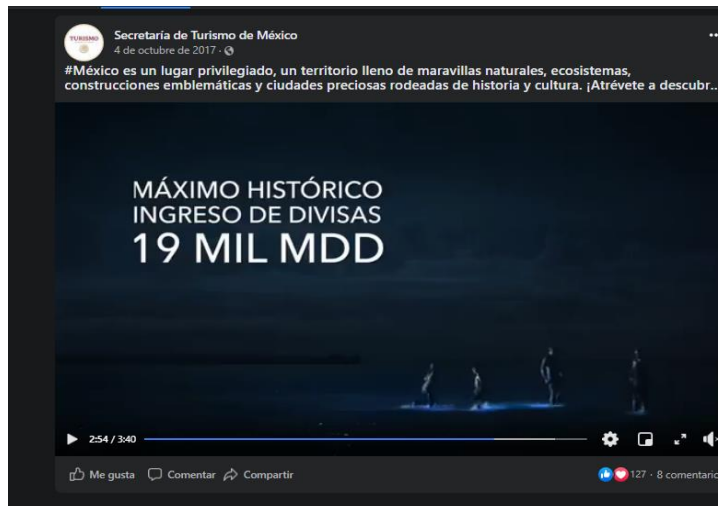 TURISMO
Secretaría de Turismo de México
4 de octubre de 2017 ·
#México es un lugar privilegiado, un territorio lleno de maravillas naturales, ecosistemas,
construcciones emblemáticas y ciudades preciosas rodeadas de historia y cultura. ¡Atrévete a descubr...
MÁXIMO HISTÓRICO
INGRESO DE DIVISAS
19 MIL MDD
2:54 / 3:40
Me gusta Comentar Compartir 127 · 8 comentario